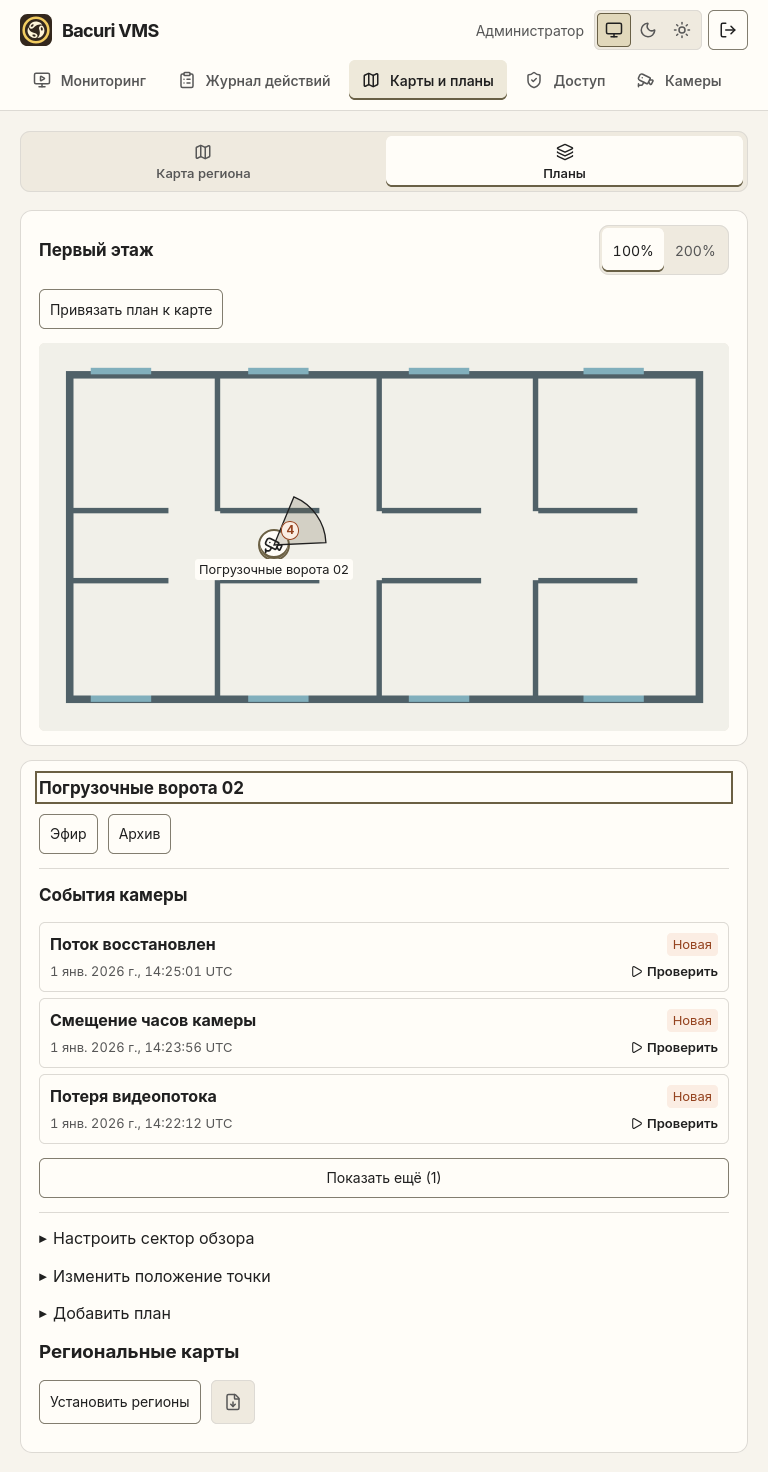 Bacuri VMS
Администратор
Мониторинг
Журнал действий
Карты и планы
Доступ
Камеры
Карта региона
Планы
Первый этаж
100%
200%
Привязать план к карте
4
Погрузочные ворота 02
Погрузочные ворота 02
Эфир
Архив
События камеры
Поток восстановлен
Новая
1 янв. 2026 г., 14:25:01 UTC
Проверить
Смещение часов камеры
Новая
1 янв. 2026 г., 14:23:56 UTC
Проверить
Потеря видеопотока
Новая
1 янв. 2026 г., 14:22:12 UTC
Проверить
Показать ещё (1)
Настроить сектор обзора
Изменить положение точки
Добавить план
Региональные карты
Установить регионы